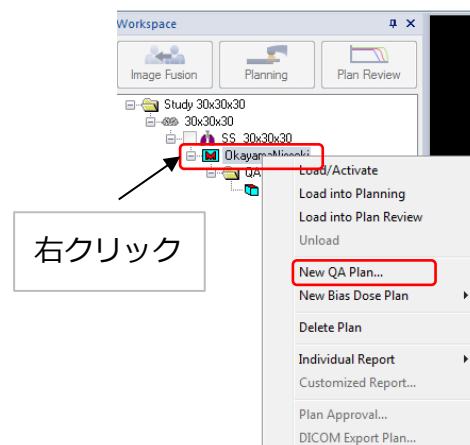 Workspace
Image Fusion
Planning
Plan Review
Study 30x30x30
30x30x30
SS_30x30x30
QA
右クリック
Load/Activate
Load into Planning
Load into Plan Review
Unload
New QA Plan...
New Bias Dose Plan
Delete Plan
Individual Report
Customized Report...
Plan Approval...
DICOM Export Plan...